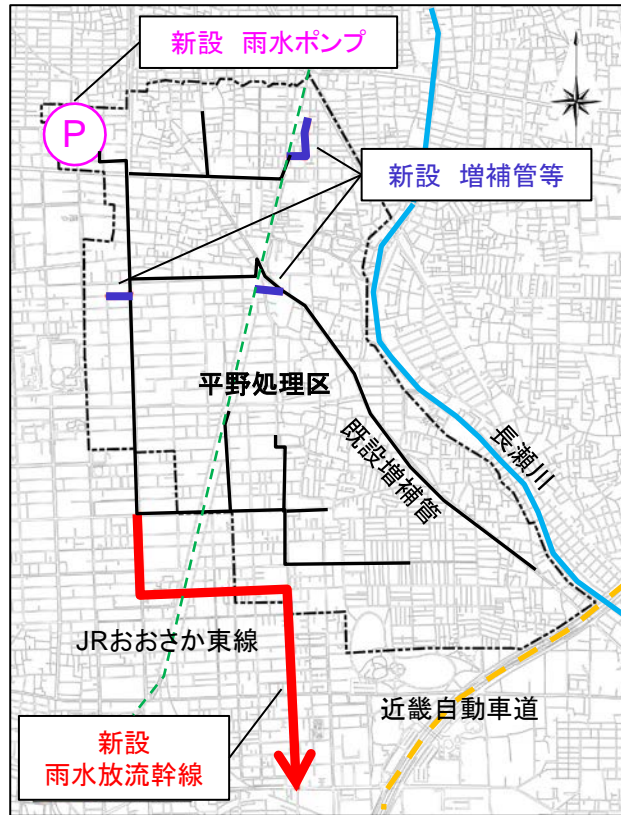 新設 雨水ポンプ
P
新設 増補管等
平野処理区
既設増補管
長瀬川
JRおおさか東線
近畿自動車道
新設
雨水放流幹線